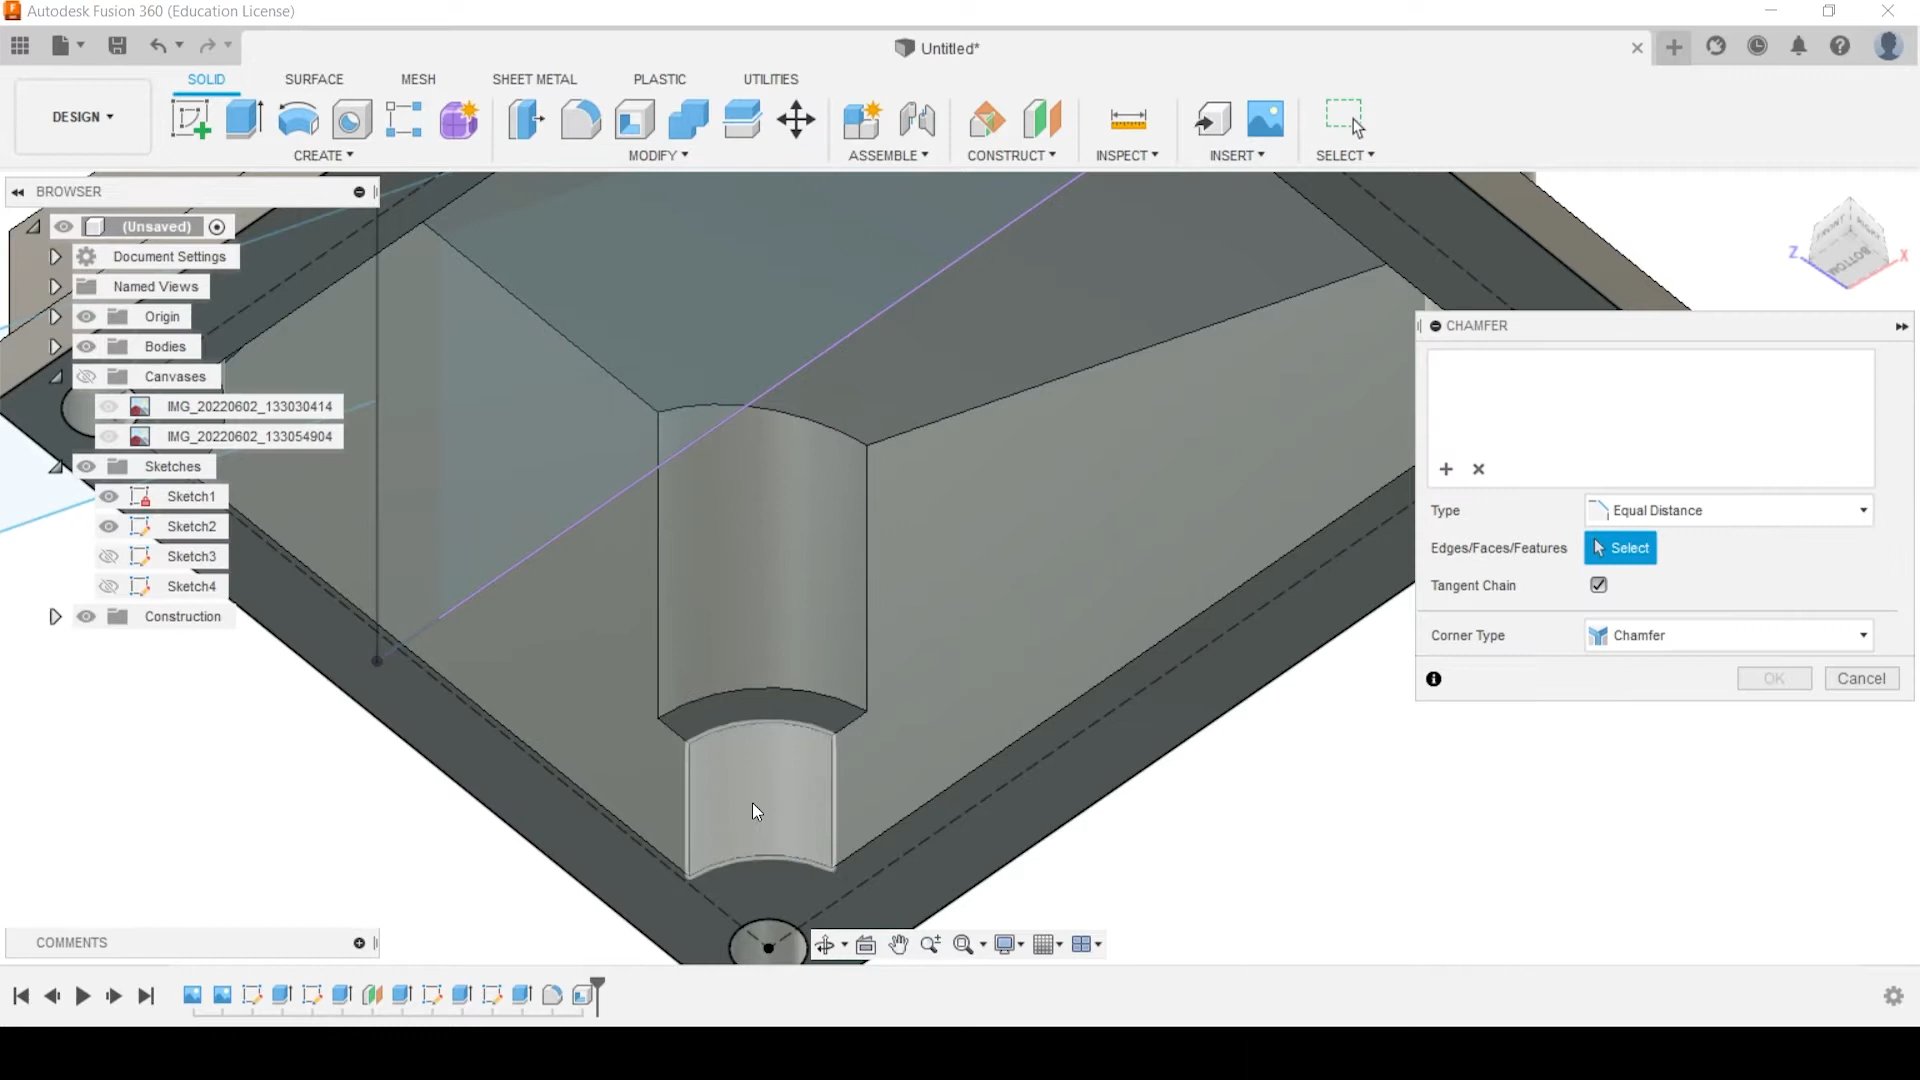 Autodesk Fusion 360 (Education License)
Untitled*
SOLID SURFACE MESH SHEET METAL PLASTIC UTILITIES
DESIGN
CREATE MODIFY ASSEMBLE CONSTRUCT INSPECT INSERT SELECT
BROWSER
(Unsaved)
Document Settings
Named Views
Origin
Bodies
Canvases
IMG_20220602_133030414
IMG_20220602_133054904
Sketches
Sketch1
Sketch2
Sketch3
Sketch4
Construction
Z
X
BOTTOM
CHAMFER
Type Equal Distance
Edges/Faces/Features Select
Tangent Chain
Corner Type Chamfer
OK Cancel
COMMENTS